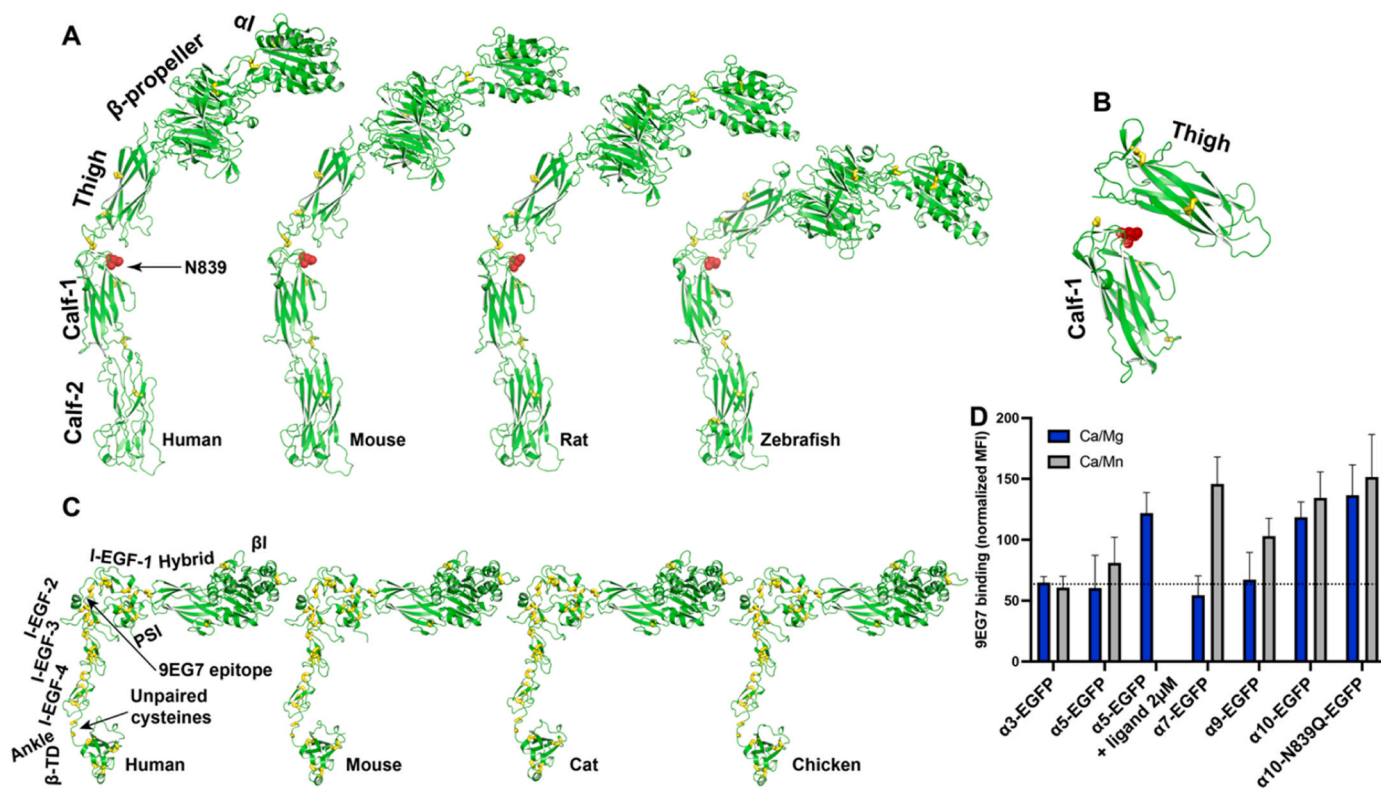 A
αI
β-propeller
Thigh
N839
Calf-1
Calf-2
Human
Mouse
Rat
Zebrafish
B
Thigh
Calf-1
C
βI
I-EGF-1 Hybrid
I-EGF-2
PSI
I-EGF-3
9EG7 epitope
I-EGF-4
Unpaired
cysteines
Ankle
β-TD
Human
Mouse
Cat
Chicken
D
9EG7 binding (normalized MFI)
200
150
100
50
0
Ca/Mg
Ca/Mn
α3-EGFP
α5-EGFP
α5-EGFP
+ ligand 2μM
α7-EGFP
α9-EGFP
α10-EGFP
α10-N839Q-EGFP